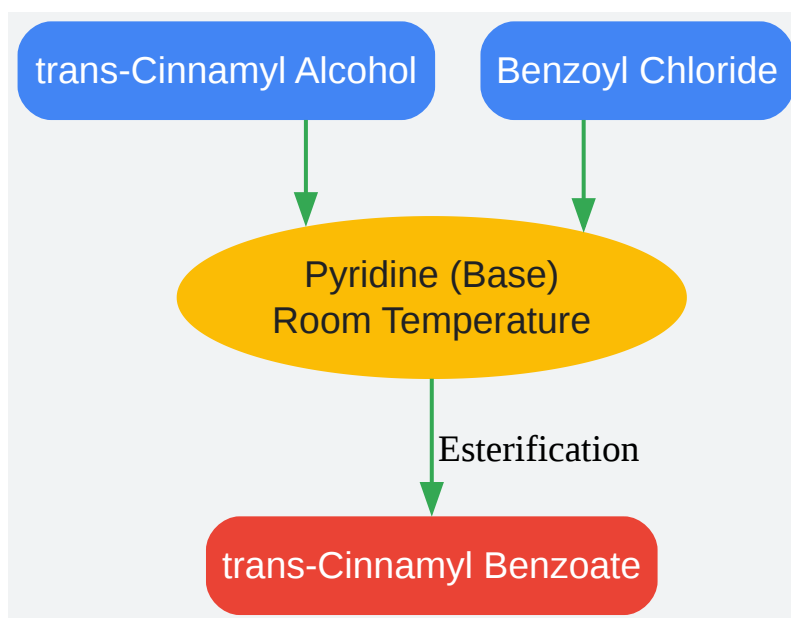 trans-Cinnamyl Alcohol
Benzoyl Chloride
Pyridine (Base)
Room Temperature
Esterification
trans-Cinnamyl Benzoate